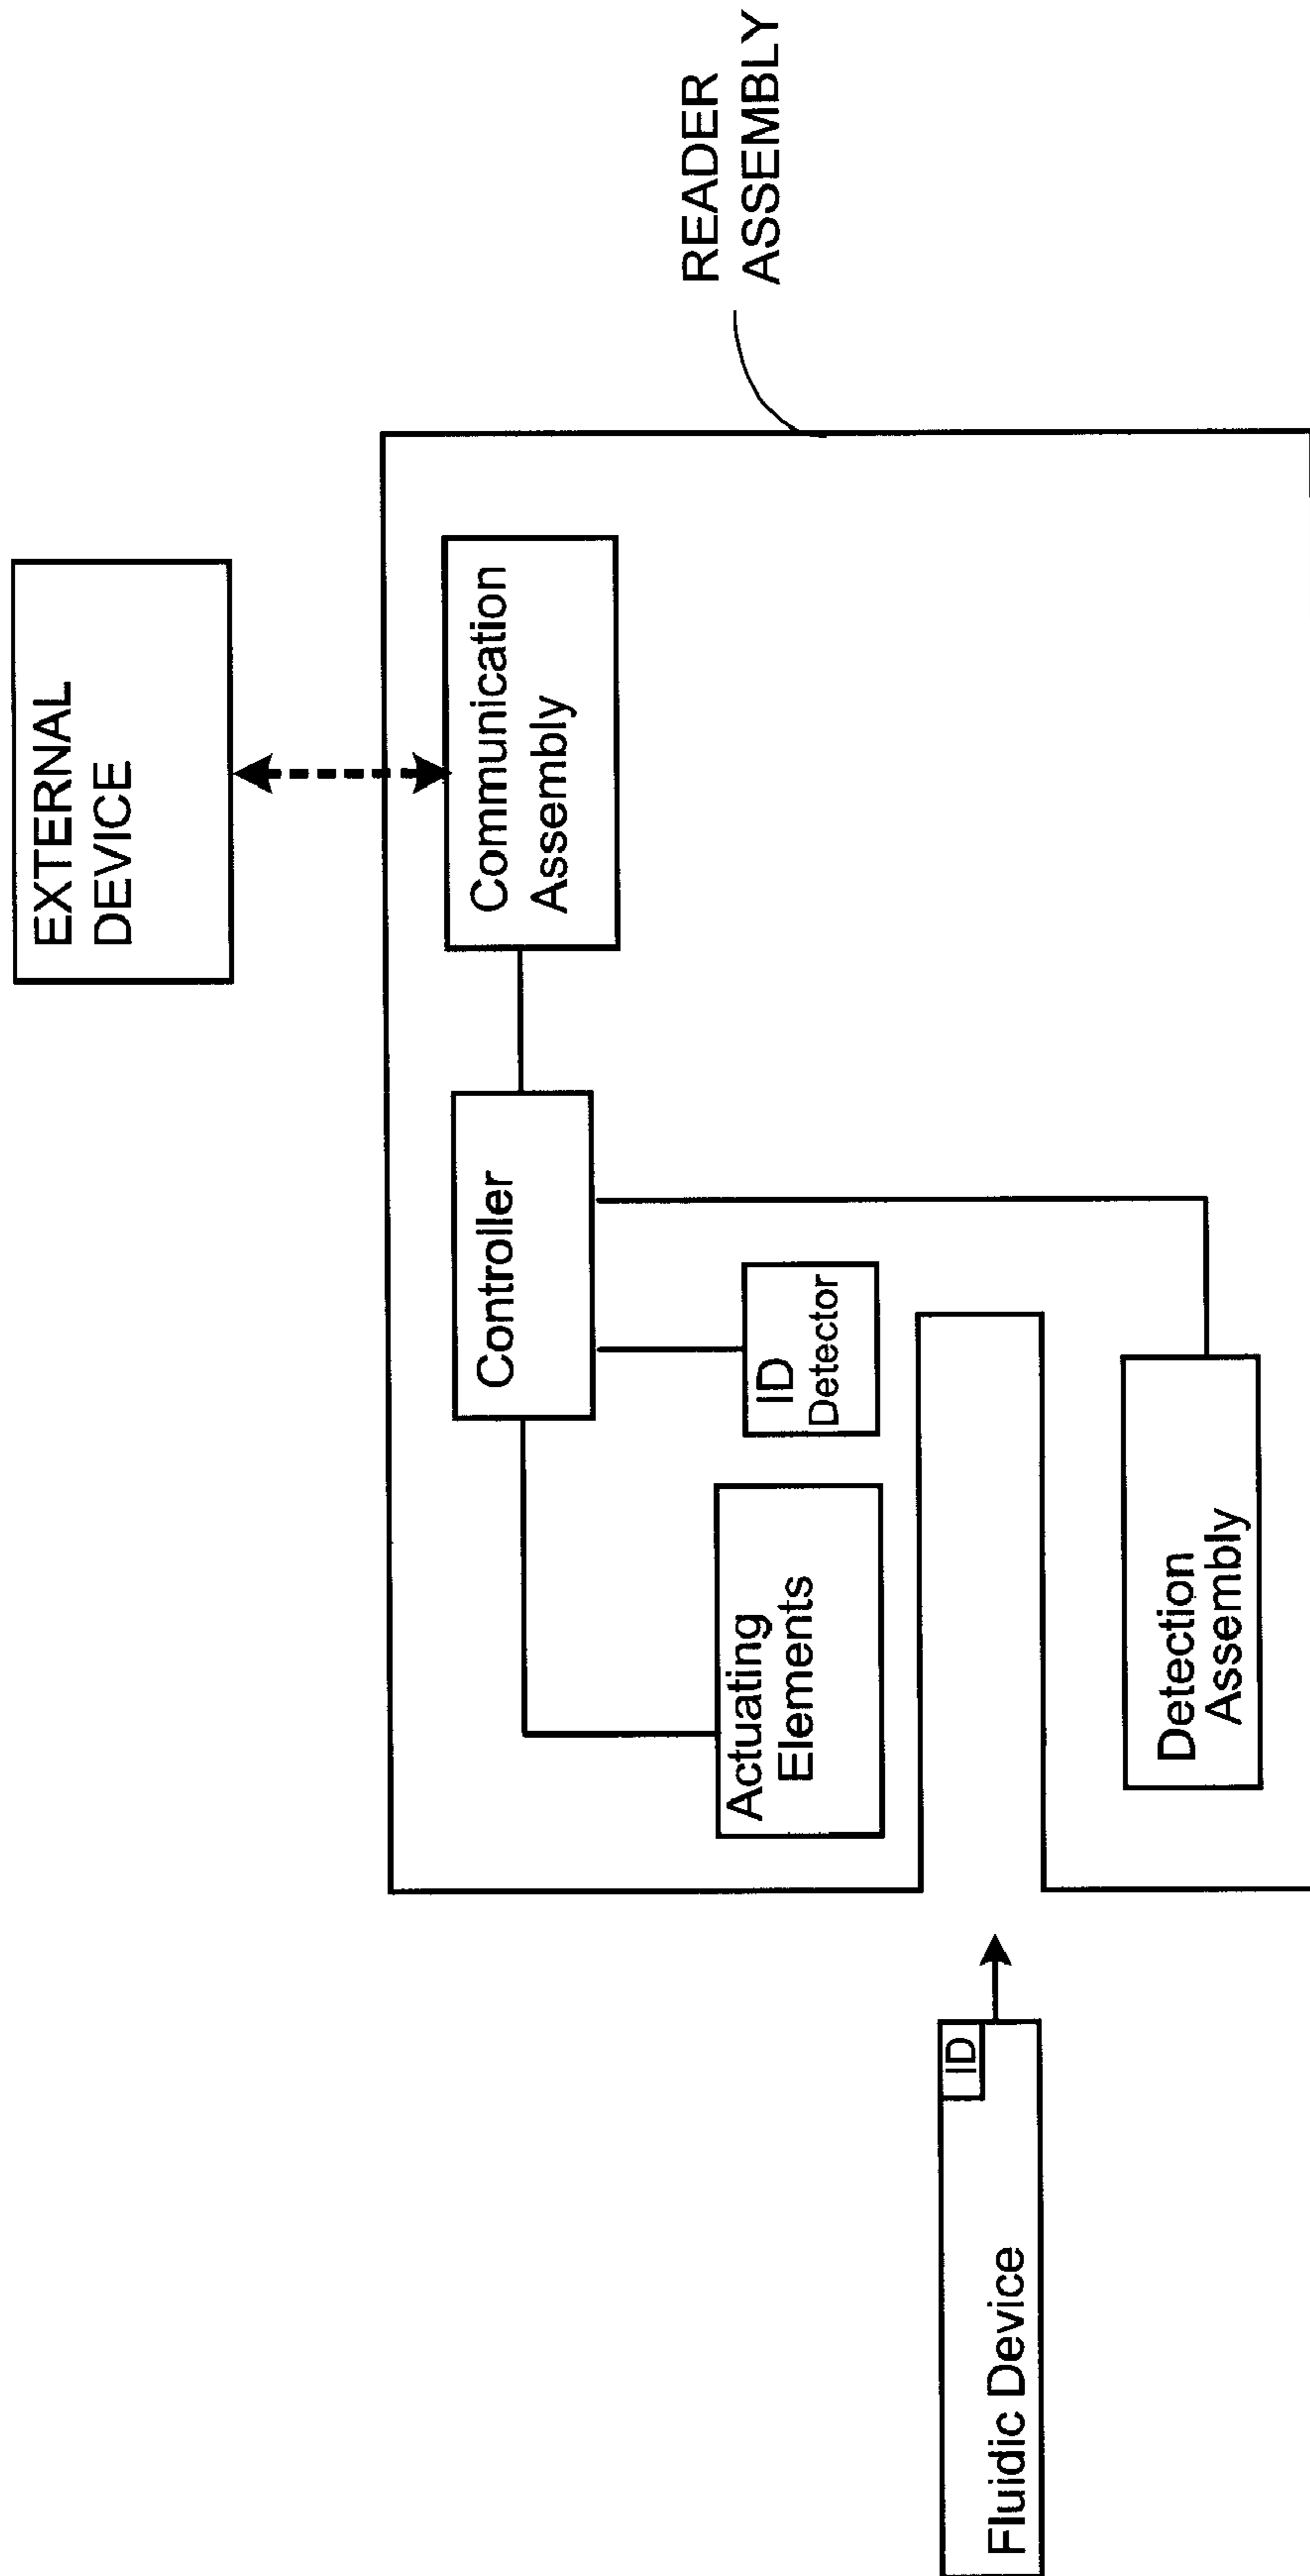 EXTERNAL
DEVICE
READER
ASSEMBLY
Communication
Assembly
Controller
ID
Detector
Actuating
Elements
Detection
Assembly
ID
Fluidic Device